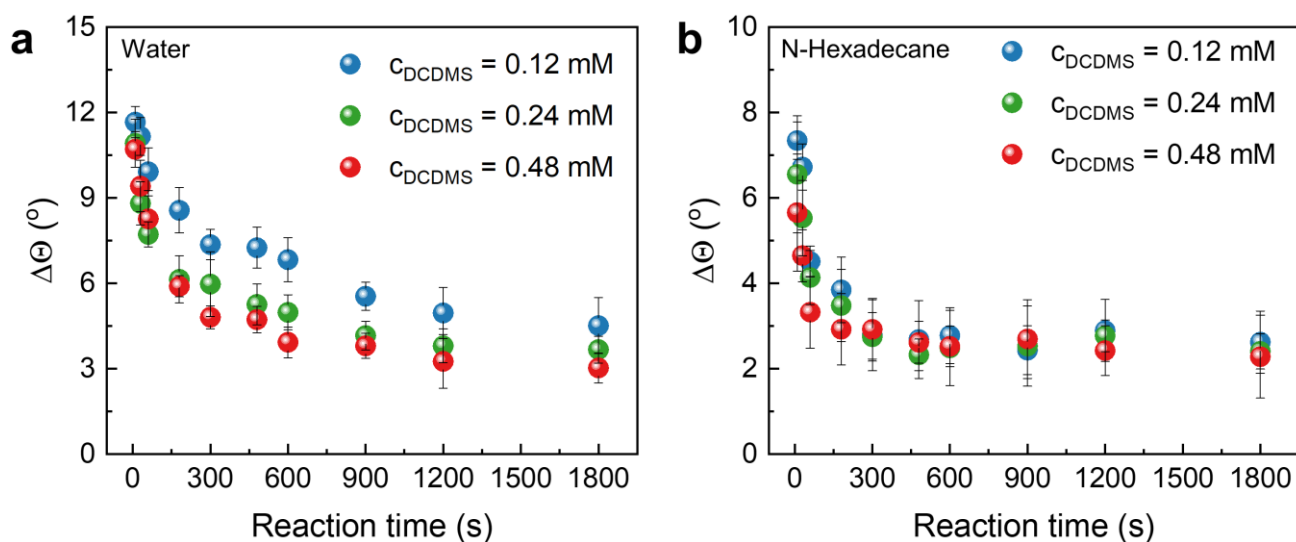 a
Water
c_DCDMS = 0.12 mM
c_DCDMS = 0.24 mM
c_DCDMS = 0.48 mM
15
12
9
6
3
0
ΔΘ (°)
0 300 600 900 1200 1500 1800
Reaction time (s)
b
N-Hexadecane
c_DCDMS = 0.12 mM
c_DCDMS = 0.24 mM
c_DCDMS = 0.48 mM
10
8
6
4
2
0
ΔΘ (°)
0 300 600 900 1200 1500 1800
Reaction time (s)